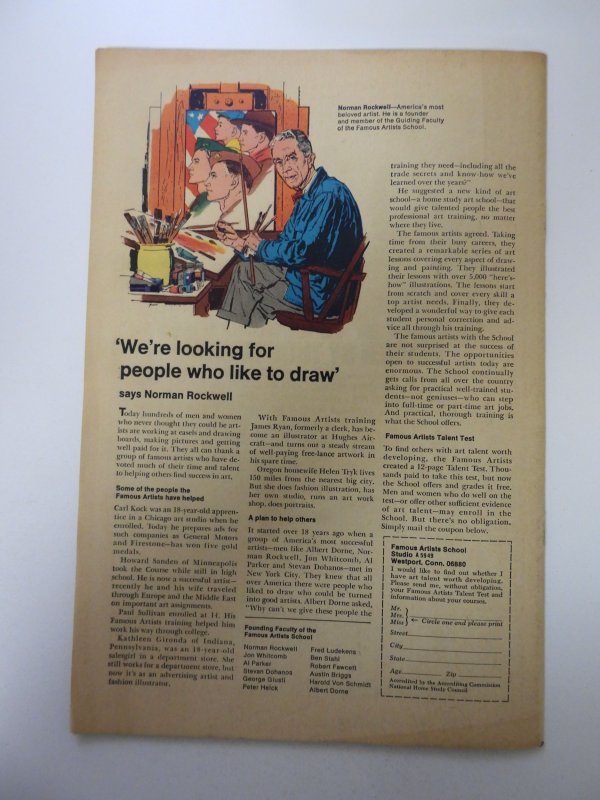 Norman Rockwell—America's most
beloved artist. He is a founder
and member of the Guiding Faculty
of the Famous Artists School.
'We're looking for
people who like to draw'
says Norman Rockwell
Today hundreds of men and women
who never thought they could be art-
ists are working at easels and drawing
boards, making pictures and getting
well paid for it. They all can thank a
group of famous artists who have de-
voted much of their time and talent
to helping others find success in art.
Some of the people the
Famous Artists have helped
Carl Kock was an 18-year-old appren-
tice in a Chicago art studio when he
enrolled. Today he prepares ads for
such companies as General Motors
and Firestone—has won five gold
medals.
Howard Sanden of Minneapolis
took the Course while still in high
school. He is now a successful artist—
recently he and his wife traveled
through Europe and the Middle East
on important art assignments.
Paul Sullivan enrolled at 14. His
Famous Artists training helped him
work his way through college.
Kathleen Gironda of Indiana,
Pennsylvania, was an 18-year-old
salesgirl in a department store. She
still works for a department store, but
now it's as an advertising artist and
fashion illustrator.
With Famous Artists training
James Ryan, formerly a clerk, has be-
come an illustrator at Hughes Air-
craft—and turns out a steady stream
of well-paying free-lance artwork in
his spare time.
Oregon housewife Helen Tryk lives
150 miles from the nearest big city.
But she does fashion illustration, has
her own studio, runs an art work
shop, does portraits.
A plan to help others
It started over 18 years ago when a
group of America's most successful
artists—men like Albert Dorne, Nor-
man Rockwell, Jon Whitcomb, Al
Parker and Stevan Dohanos—met in
New York City. They knew that all
over America there were people who
liked to draw who could be turned
into good artists. Albert Dorne asked,
"Why can't we give these people the
Founding Faculty of the
Famous Artists School
Norman Rockwell
Jon Whitcomb
Al Parker
Stevan Dohanos
George Giusti
Peter Helck
Fred Ludekens
Ben Stahl
Robert Fawcett
Austin Briggs
Harold Von Schmidt
Albert Dorne
training they need—including all the
trade secrets and know-how we've
learned over the years?"
He suggested a new kind of art
school—a home study art school—that
would give talented people the best
professional art training, no matter
where they live.
The famous artists agreed. Taking
time from their busy careers, they
created a remarkable series of art
lessons covering every aspect of draw-
ing and painting. They illustrated
their lessons with over 5,000 "here's-
how" illustrations. The lessons start
from scratch and cover every skill a
top artist needs. Finally, they de-
veloped a wonderful way to give each
student personal correction and ad-
vice all through his training.
The famous artists with the School
are not surprised at the success of
their students. The opportunities
open to successful artists today are
enormous. The School continually
gets calls from all over the country
asking for practical well-trained stu-
dents—not geniuses—who can step
into full-time or part-time art jobs.
And practical, thorough training is
what the School offers.
Famous Artists Talent Test
To find others with art talent worth
developing, the Famous Artists
created a 12-page Talent Test. Thou-
sands paid to take this test, but now
the School offers and grades it free.
Men and women who do well on the
test—or offer other sufficient evidence
of art talent—may enroll in the
School. But there's no obligation.
Simply mail the coupon below.
Famous Artists School
Studio A 5949
Westport, Conn. 06880
I would like to find out whether I
have art talent worth developing.
Please send me, without obligation,
your Famous Artists Talent Test and
information about your courses.
Mr.
Mrs.
Miss ← Circle one and please print
Street
City
State
Age Zip
Accredited by the Accrediting Commission
National Home Study Council